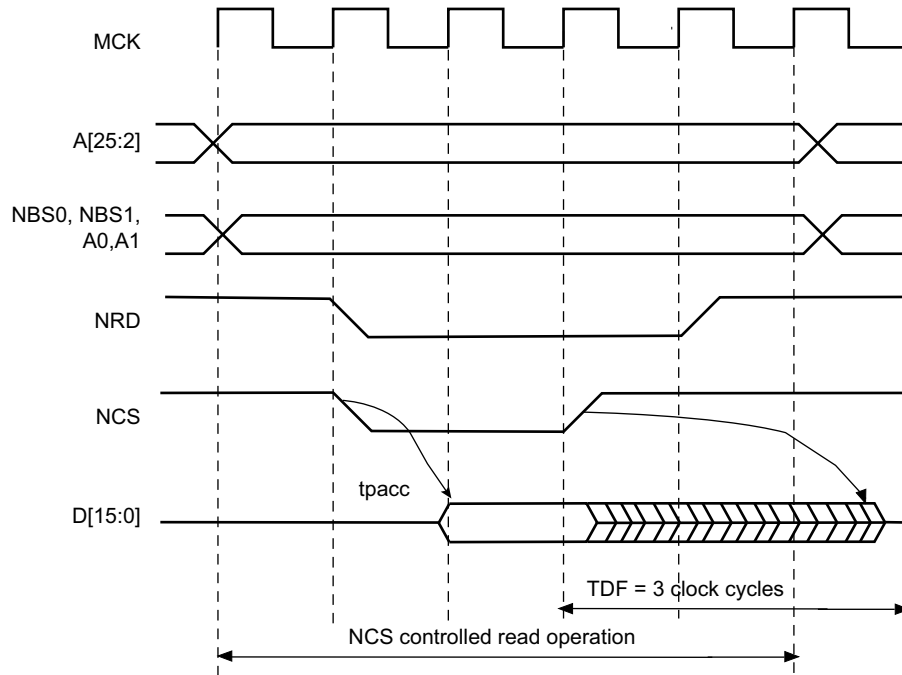 MCK
A[25:2]
NBS0, NBS1,
A0,A1
NRD
NCS
tpacc
D[15:0]
TDF = 3 clock cycles
NCS controlled read operation